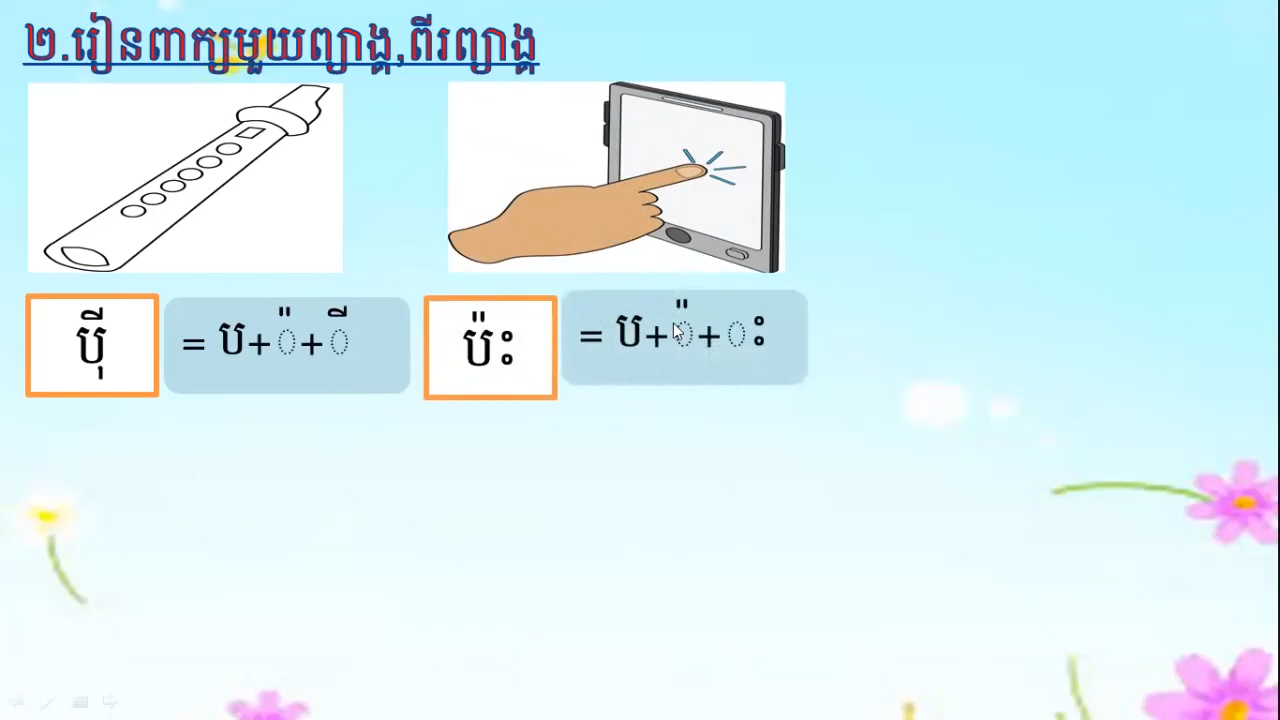 ២.រៀនពាក្យមួយព្យាង្គ,ពីរព្យាង្គ
ប៉ី = ប+៉+ី
ប៉ះ = ប+៉+ះ